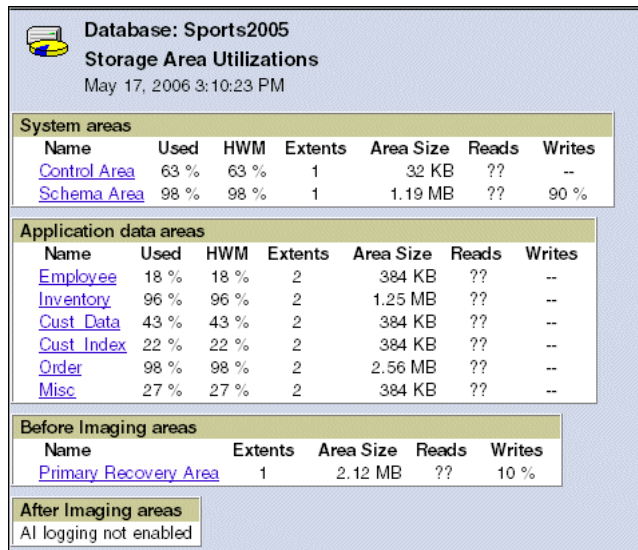 Database: Sports2005
Storage Area Utilizations
May 17, 2006 3:10:23 PM
System areas
Name Used HWM Extents Area Size Reads Writes
Control Area 63 % 63 % 1 32 KB ?? --
Schema Area 98 % 98 % 1 1.19 MB ?? 90 %
Application data areas
Name Used HWM Extents Area Size Reads Writes
Employee 18 % 18 % 2 384 KB ?? --
Inventory 96 % 96 % 2 1.25 MB ?? --
Cust_Data 43 % 43 % 2 384 KB ?? --
Cust_Index 22 % 22 % 2 384 KB ?? --
Order 98 % 98 % 2 2.56 MB ?? --
Misc 27 % 27 % 2 384 KB ?? --
Before Imaging areas
Name Extents Area Size Reads Writes
Primary Recovery Area 1 2.12 MB ?? 10 %
After Imaging areas
AI logging not enabled